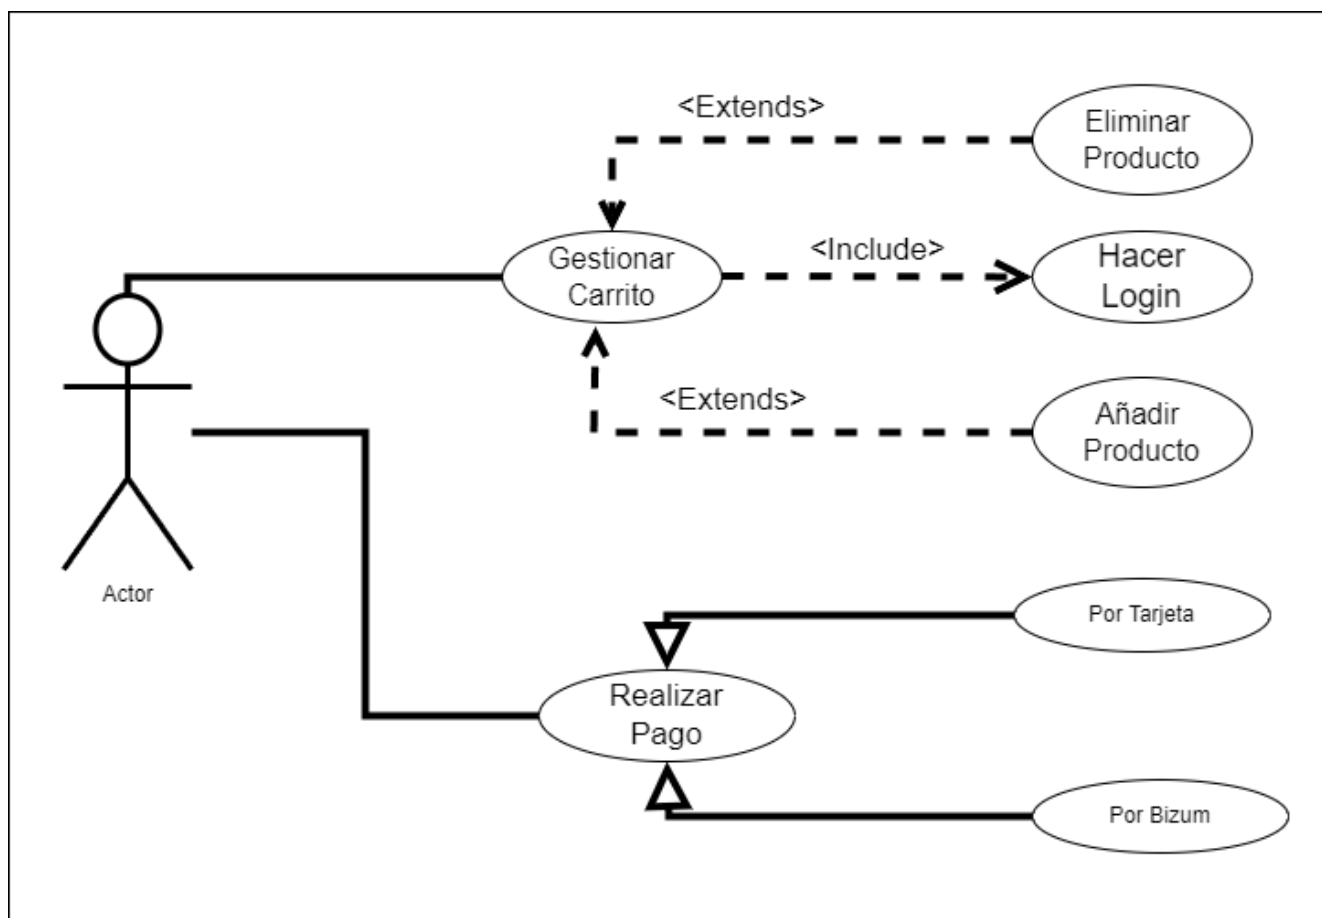 <Extends>
Eliminar
Producto
Gestionar
Carrito
<Include>
Hacer
Login
<Extends>
Añadir
Producto
Actor
Por Tarjeta
Realizar
Pago
Por Bizum